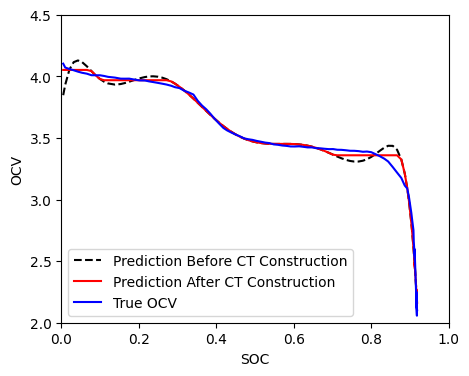 4.5
4.0
3.5
3.0
2.5
2.0
OCV
Prediction Before CT Construction
Prediction After CT Construction
True OCV
0.0 0.2 0.4 0.6 0.8 1.0
SOC